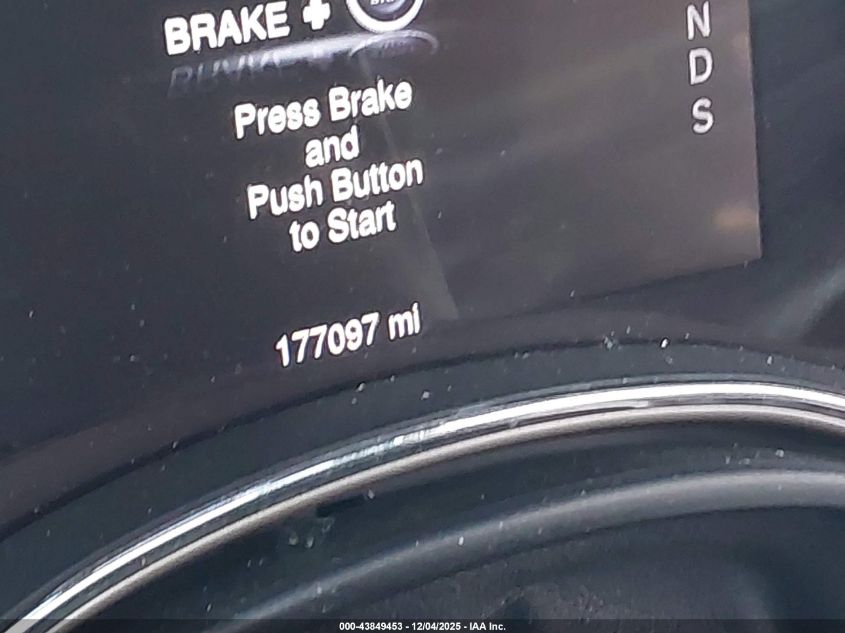 BRAKE +
N
D
S
Press Brake
and
Push Button
to Start
177097 mi
000-43849453 - 12/04/2025 - IAA Inc.